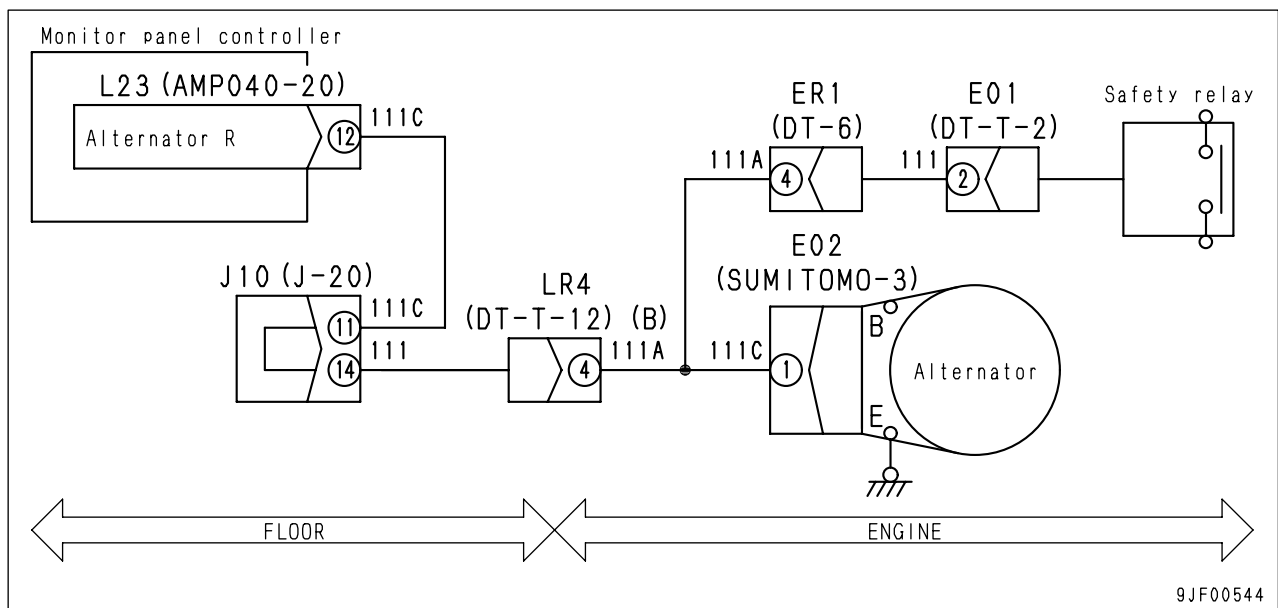 Monitor panel controller
L23 (AMP040-20)
111C
Alternator R
12
ER1
(DT-6)
E01
(DT-T-2)
Safety relay
111A
4
111
2
J10 (J-20)
111C
11
111
14
LR4
(DT-T-12) (B)
111A
4
E02
(SUMITOMO-3)
111C
1
B
Alternator
E
FLOOR
ENGINE
9JF00544